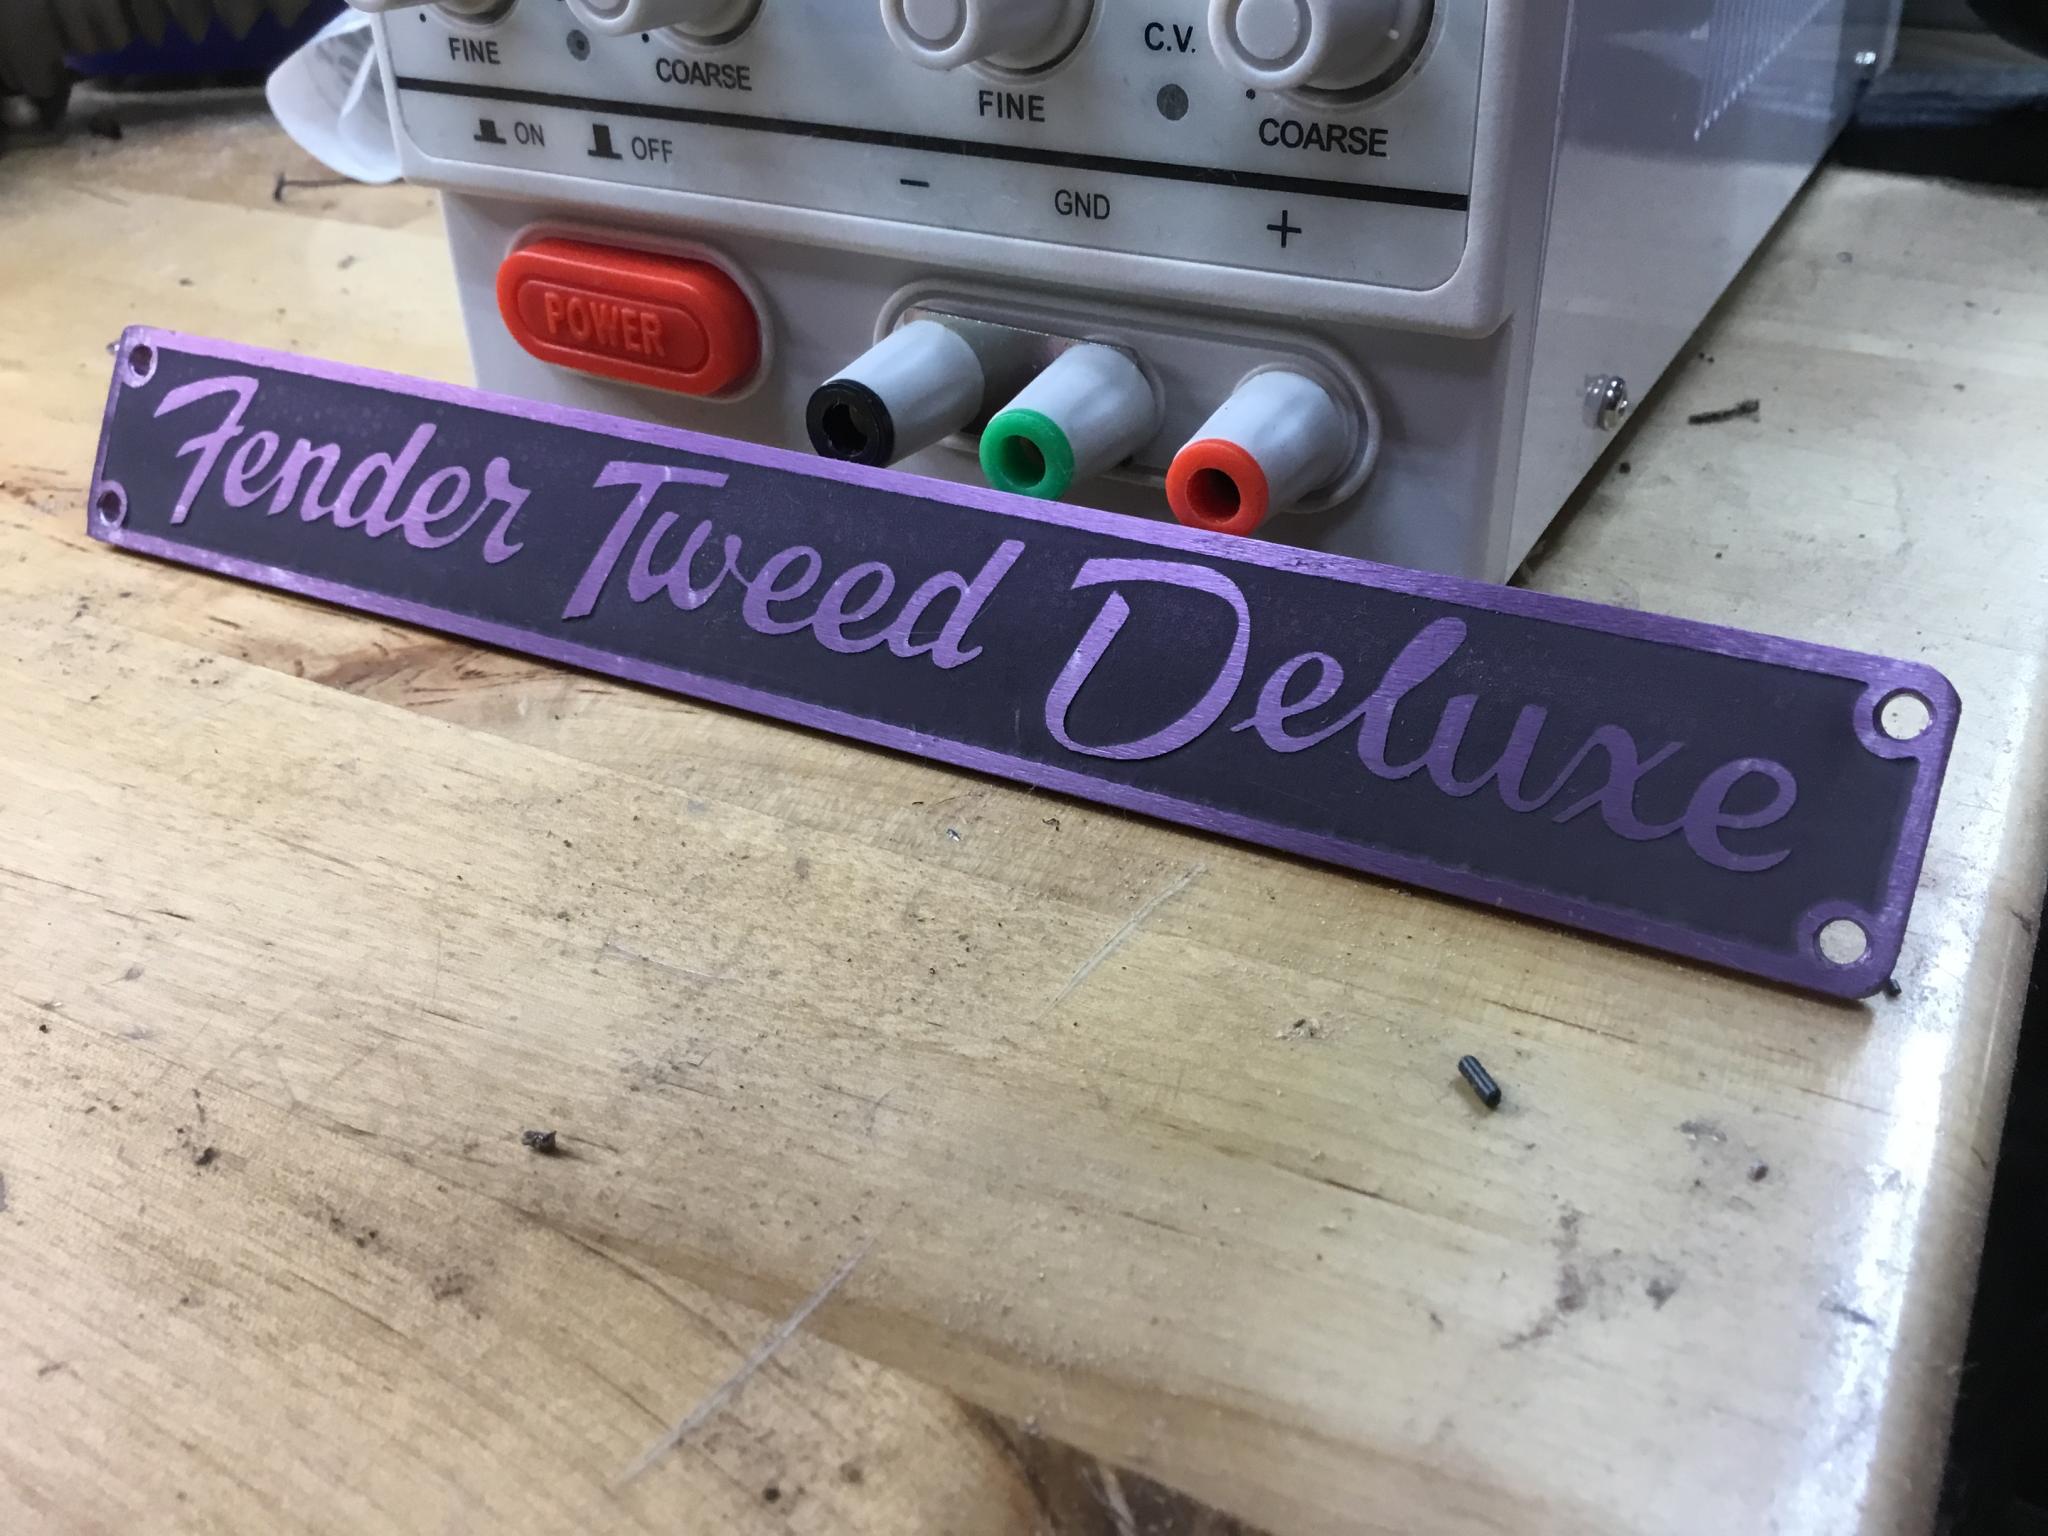 FINE COARSE FINE C.V. COARSE
ON OFF
− GND +
POWER
Fender Tweed Deluxe